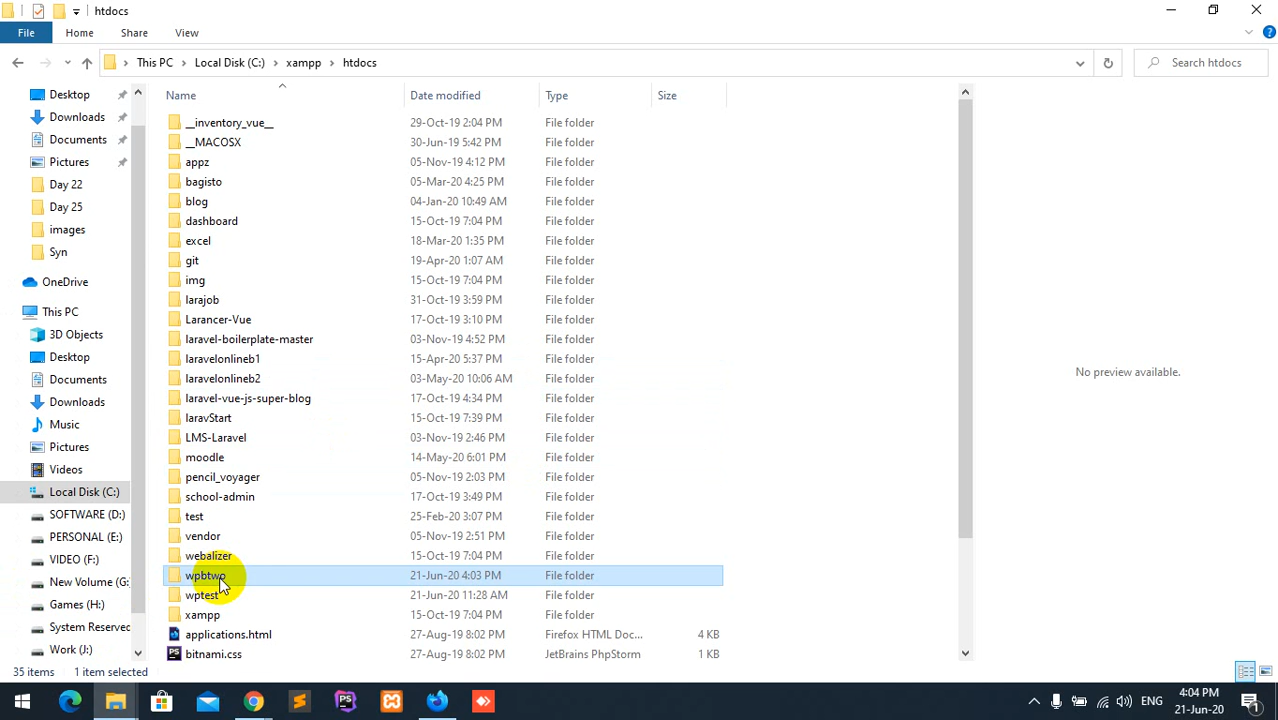 htdocs
File Home Share View
This PC > Local Disk (C:) > xampp > htdocs
Search htdocs
Desktop
Downloads
Documents
Pictures
Day 22
Day 25
images
Syn
OneDrive
This PC
3D Objects
Desktop
Documents
Downloads
Music
Pictures
Videos
Local Disk (C:)
SOFTWARE (D:)
PERSONAL (E:)
VIDEO (F:)
New Volume (G:
Games (H:)
System Reserved
Work (J:)
Name Date modified Type Size
__inventory_vue__ 29-Oct-19 2:04 PM File folder
__MACOSX 30-Jun-19 5:42 PM File folder
appz 05-Nov-19 4:12 PM File folder
bagisto 05-Mar-20 4:25 PM File folder
blog 04-Jan-20 10:49 AM File folder
dashboard 15-Oct-19 7:04 PM File folder
excel 18-Mar-20 1:35 PM File folder
git 19-Apr-20 1:07 AM File folder
img 15-Oct-19 7:04 PM File folder
larajob 31-Oct-19 3:59 PM File folder
Larancer-Vue 17-Oct-19 3:10 PM File folder
laravel-boilerplate-master 03-Nov-19 4:52 PM File folder
laravelonlineb1 15-Apr-20 5:37 PM File folder
laravelonlineb2 03-May-20 10:06 AM File folder
laravel-vue-js-super-blog 17-Oct-19 4:34 PM File folder
laravStart 15-Oct-19 7:39 PM File folder
LMS-Laravel 03-Nov-19 2:46 PM File folder
moodle 14-May-20 6:01 PM File folder
pencil_voyager 05-Nov-19 2:03 PM File folder
school-admin 17-Oct-19 3:49 PM File folder
test 25-Feb-20 3:07 PM File folder
vendor 05-Nov-19 2:51 PM File folder
webalizer 15-Oct-19 7:04 PM File folder
wpbtwo 21-Jun-20 4:03 PM File folder
wptest 21-Jun-20 11:28 AM File folder
xampp 15-Oct-19 7:04 PM File folder
applications.html 27-Aug-19 8:02 PM Firefox HTML Doc... 4 KB
bitnami.css 27-Aug-19 8:02 PM JetBrains PhpStorm 1 KB
No preview available.
35 items 1 item selected
ENG
4:04 PM
21-Jun-20